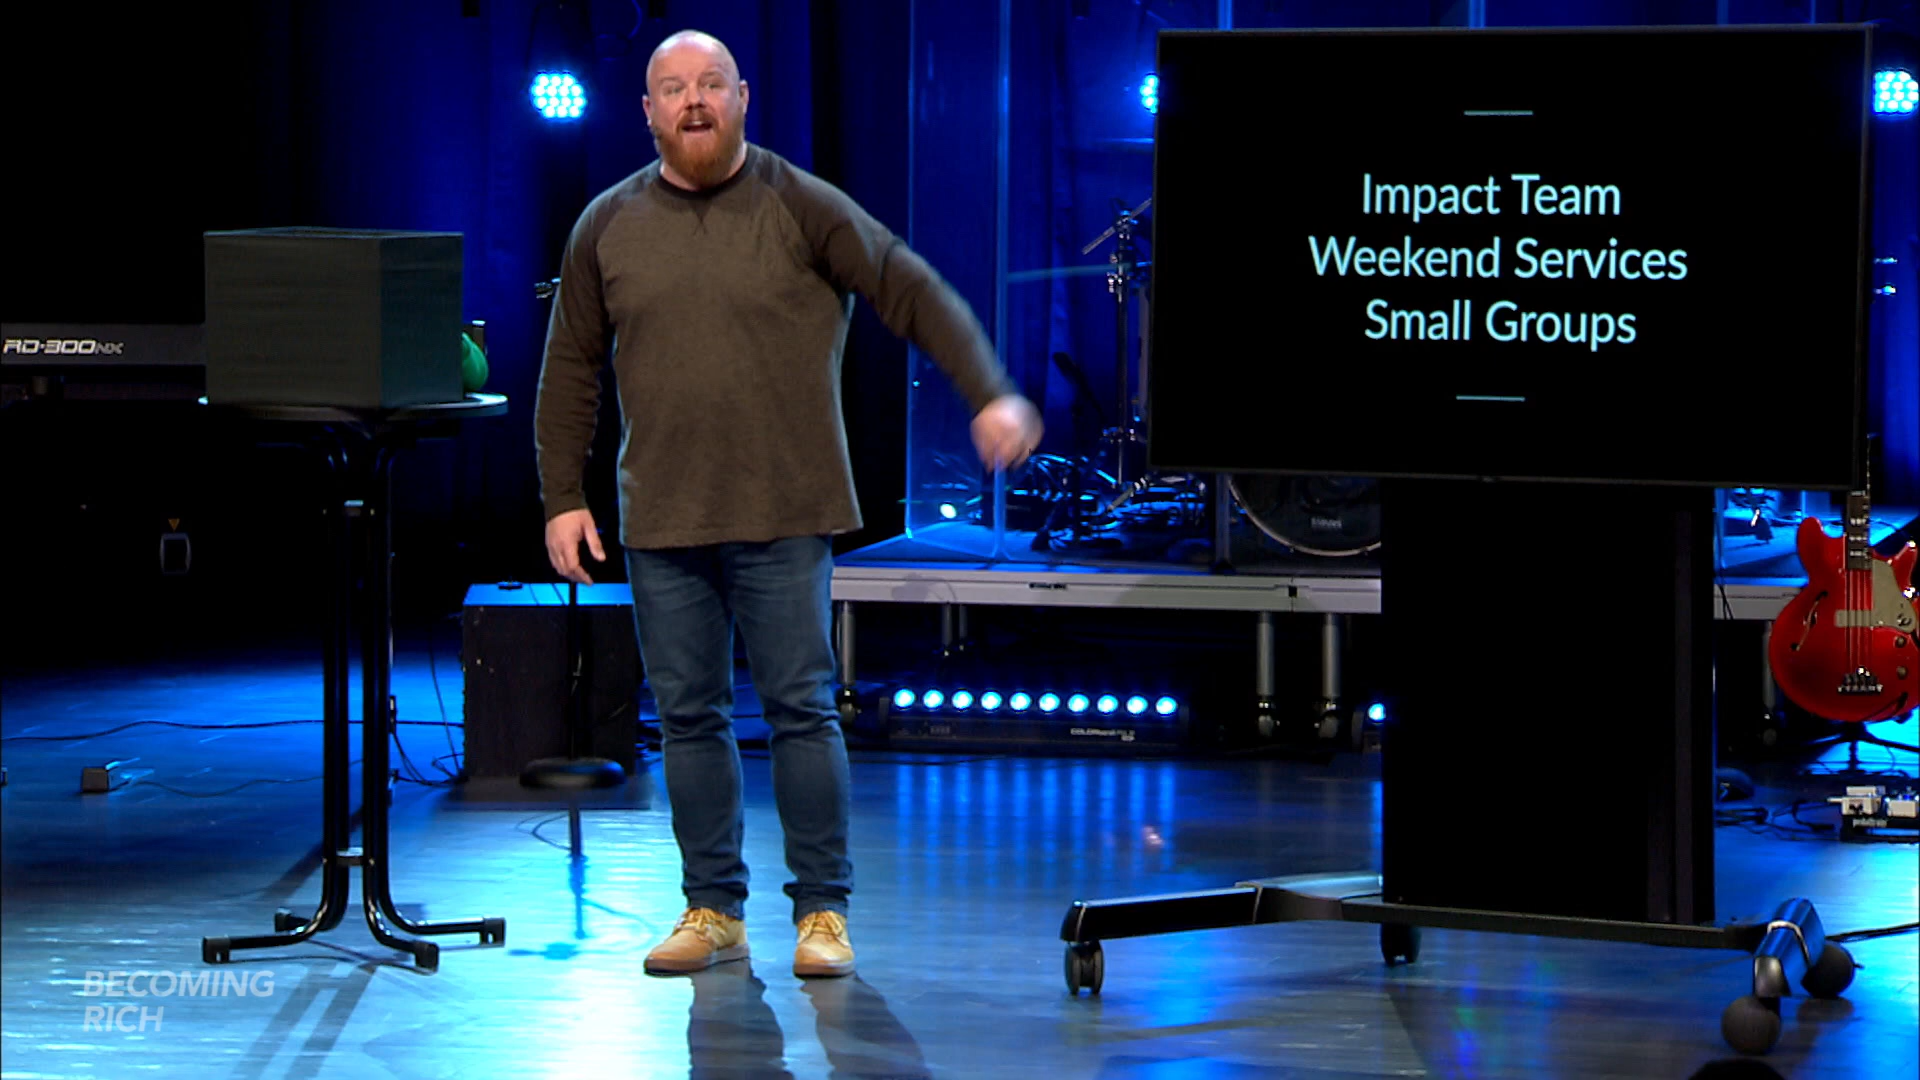 Impact Team
Weekend Services
Small Groups
RD-300NX
BECOMING
RICH